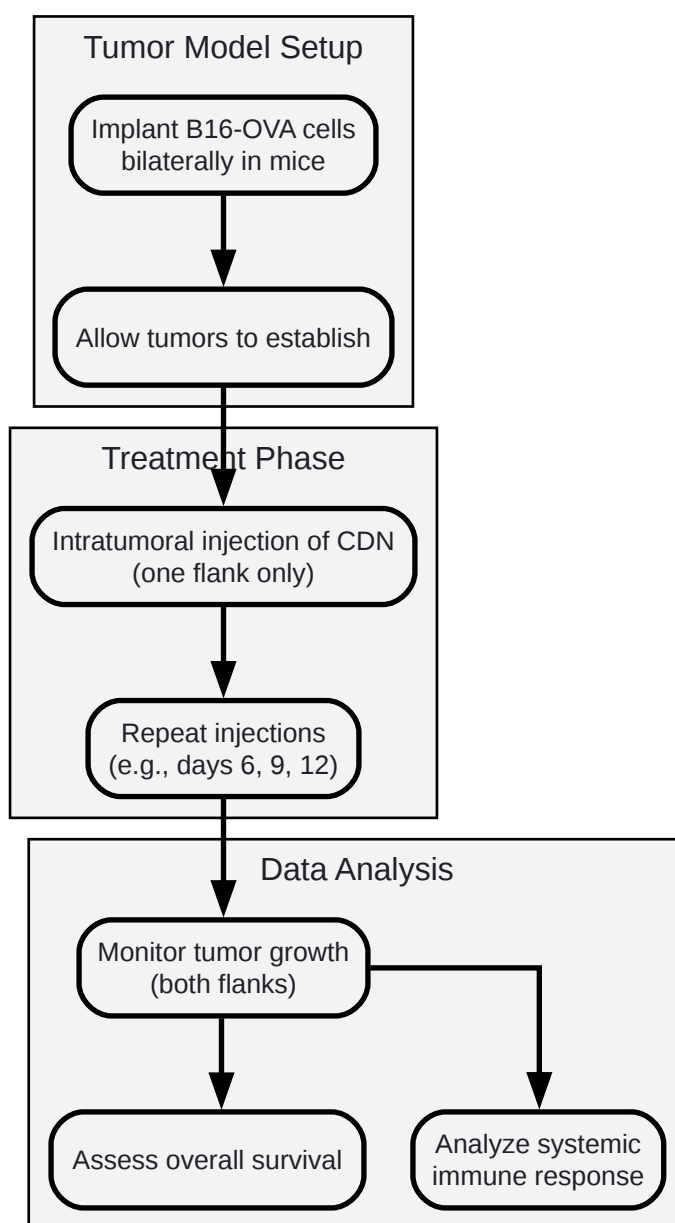 Tumor Model Setup
Implant B16-OVA cells
bilaterally in mice
Allow tumors to establish
Treatment Phase
Intratumoral injection of CDN
(one flank only)
Repeat injections
(e.g., days 6, 9, 12)
Data Analysis
Monitor tumor growth
(both flanks)
Assess overall survival
Analyze systemic
immune response